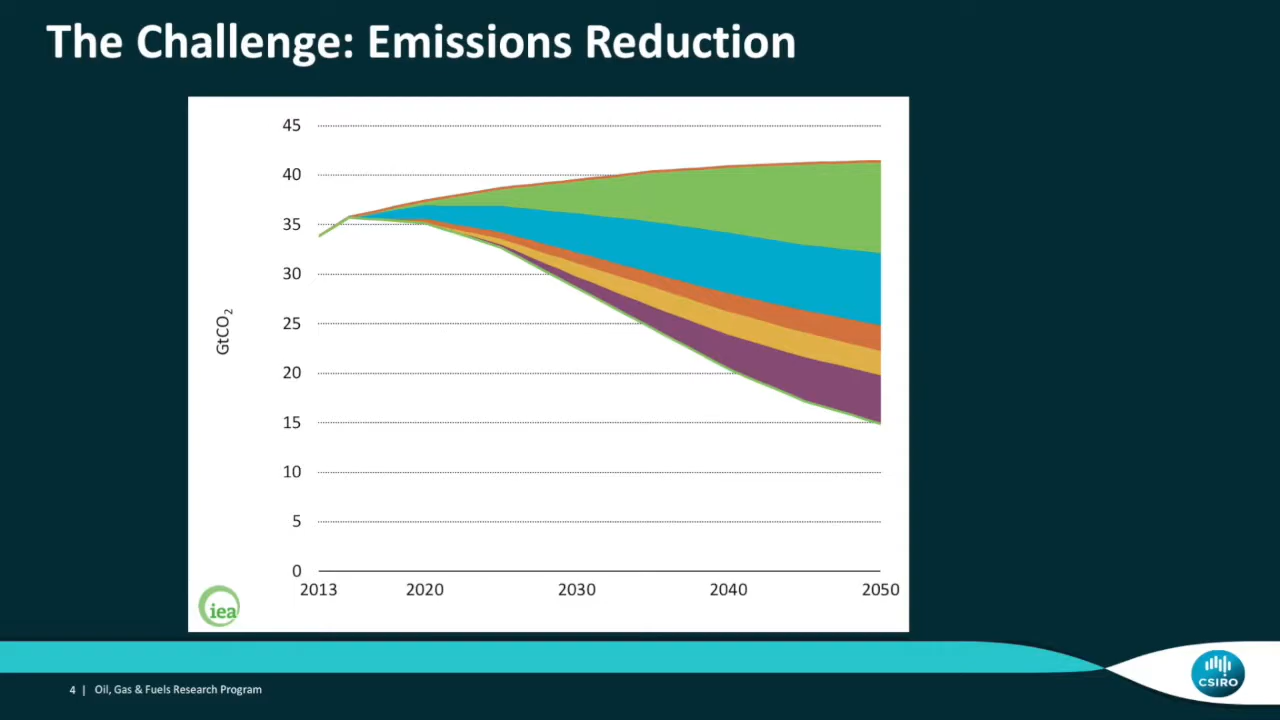 The Challenge: Emissions Reduction
45
40
35
30
25
20
15
10
5
0
GtCO₂
2013 2020 2030 2040 2050
iea
4 | Oil, Gas & Fuels Research Program
CSIRO